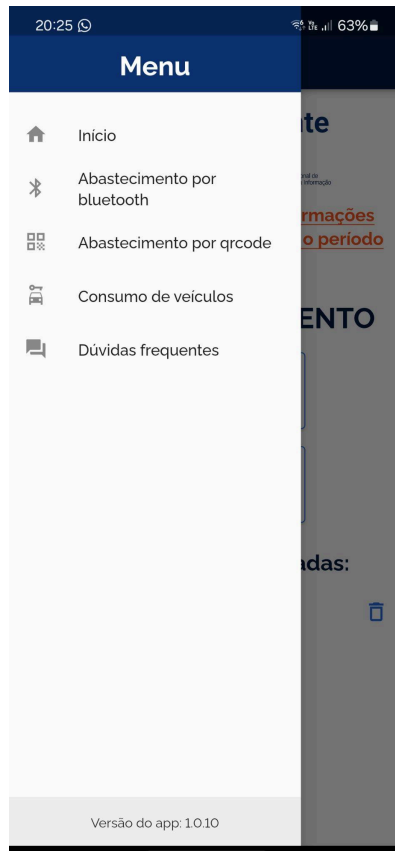 20:25
63%
Menu
Início
Abastecimento por
bluetooth
Abastecimento por qrcode
Consumo de veículos
Dúvidas frequentes
nte
rmações
o período
ENTO
adas:
Versão do app: 1.0.10